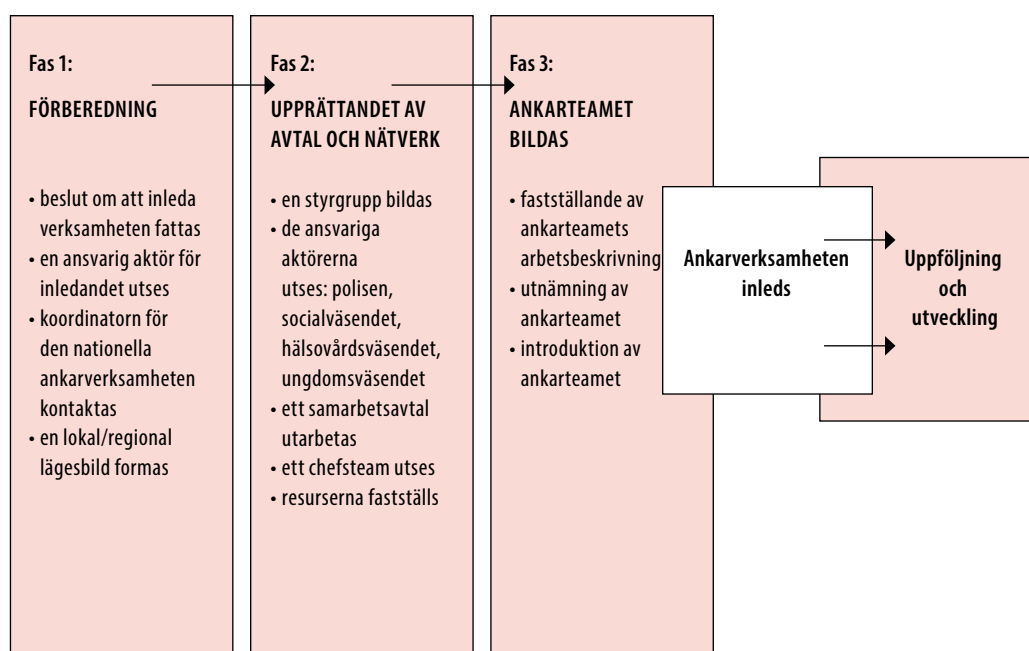 Fas 1:
FÖRBEREDNING
• beslut om att inleda
verksamheten fattas
• en ansvarig aktör för
inledandet utses
• koordinatorn för
den nationella
ankarverksamheten
kontaktas
• en lokal/regional
lägesbild formas
Fas 2:
UPPRÄTTANDET AV
AVTAL OCH NÄTVERK
• en styrgrupp bildas
• de ansvariga
aktörerna
utses: polisen,
socialväsendet,
hälsovårdsväsendet,
ungdomsväsendet
• ett samarbetsavtal
utarbetas
• ett chefsteam utses
• resurserna fastställs
Fas 3:
ANKARTEAMET
BILDAS
• fastställande av
ankarteamets
arbetsbeskrivning
• utnämning av
ankarteamet
• introduktion av
ankarteamet
Ankarverksamheten
inleds
Uppföljning
och
utveckling